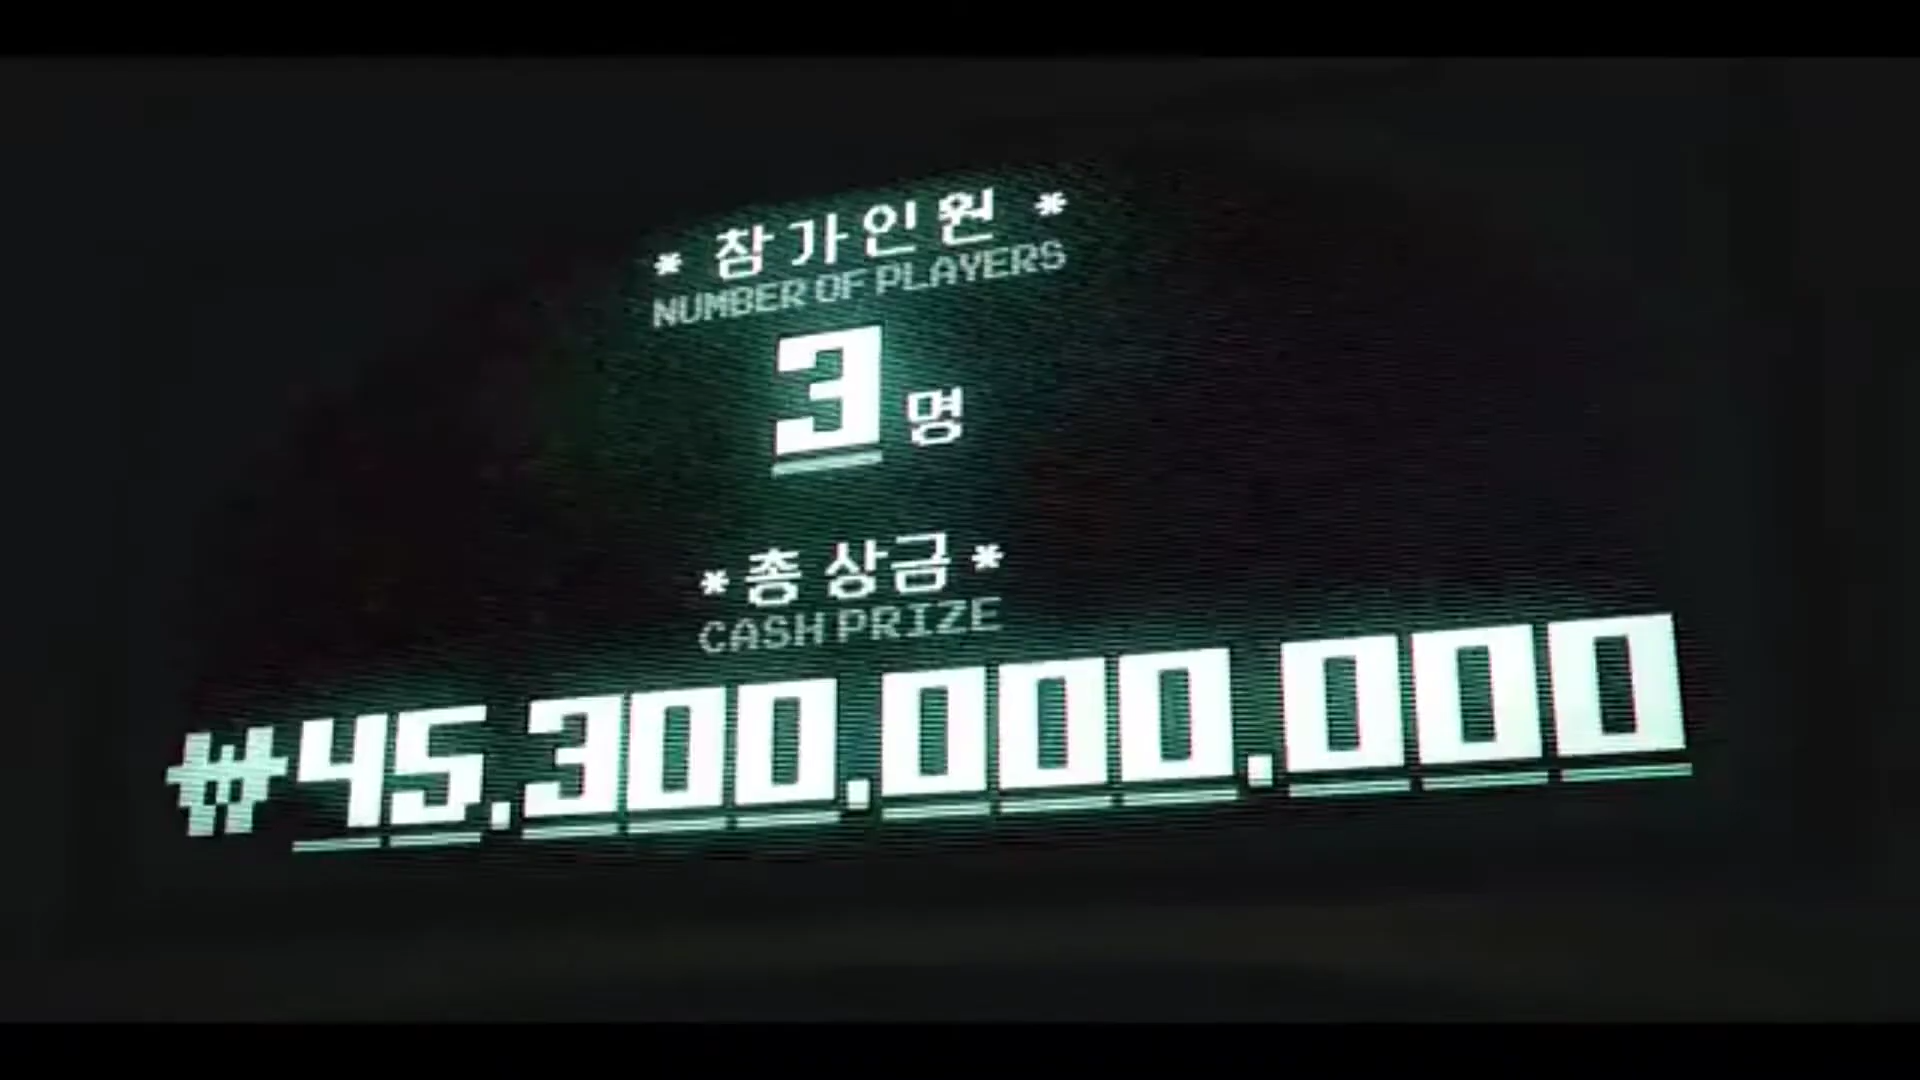 * 참가인원 *
NUMBER OF PLAYERS
3 명
* 총 상금 *
CASH PRIZE
₩45,300,000,000